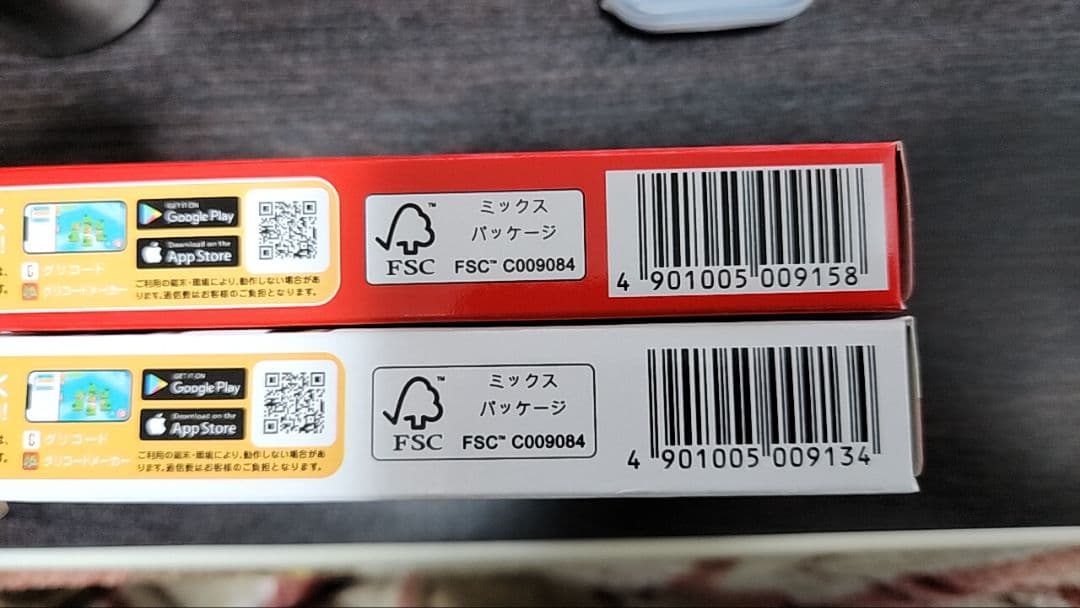 GET IT ON
Google Play
Download on the
App Store
グリコード
グリコードメーカー
ご利用の端末・環境により、動作しない場合があ
ります。通信費はお客様のご負担となります。
FSC™
ミックス
パッケージ
FSC™ C009084
4 901005 009158
GET IT ON
Google Play
Download on the
App Store
グリコード
グリコードメーカー
ご利用の端末・環境により、動作しない場合があ
ります。通信費はお客様のご負担となります。
FSC™
ミックス
パッケージ
FSC™ C009084
4 901005 009134